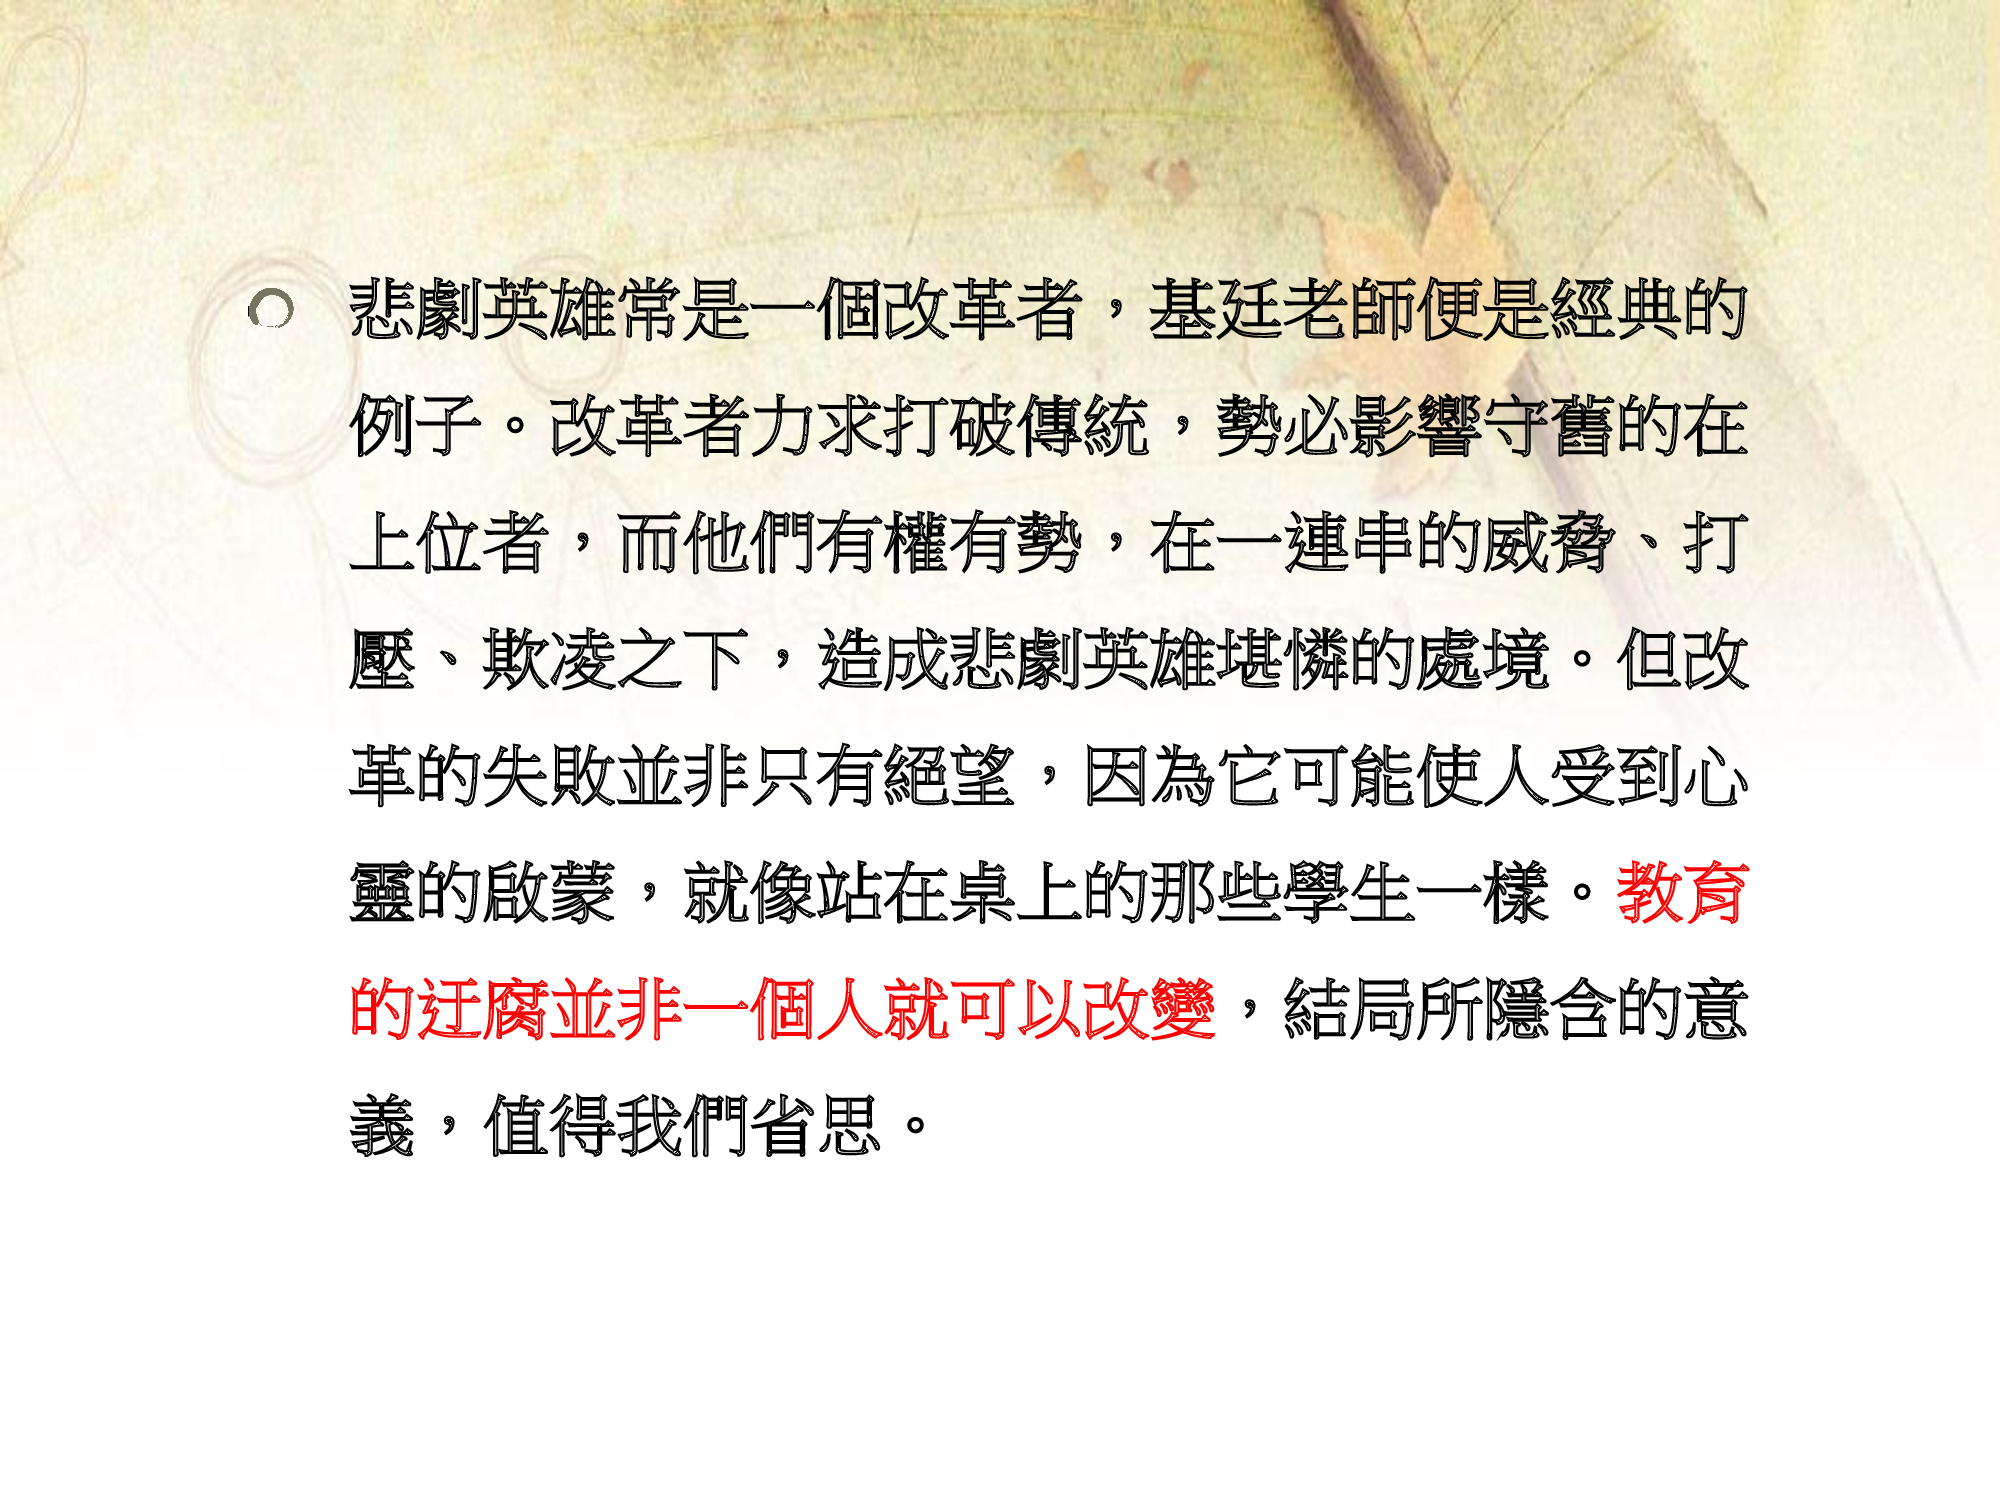 悲劇英雄常是一個改革者，基廷老師便是經典的
例子。改革者力求打破傳統，勢必影響守舊的在
上位者，而他們有權有勢，在一連串的威脅、打
壓、欺凌之下，造成悲劇英雄堪憐的處境。但改
革的失敗並非只有絕望，因為它可能使人受到心
靈的啟蒙，就像站在桌上的那些學生一樣。教育
的迂腐並非一個人就可以改變，結局所隱含的意
義，值得我們省思。